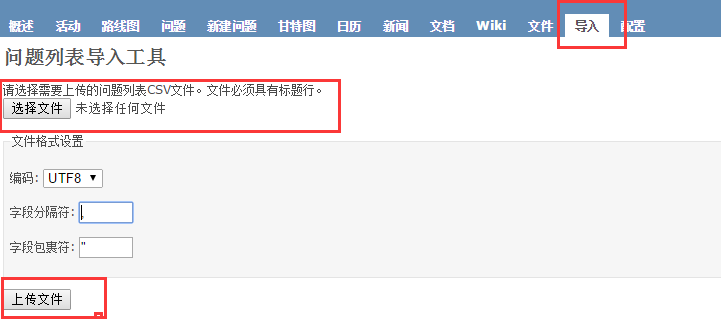 概述 活动 路线图 问题 新建问题 甘特图 日历 新闻 文档 Wiki 文件 导入 配置
问题列表导入工具
请选择需要上传的问题列表CSV文件。文件必须具有标题行。
选择文件 未选择任何文件
文件格式设置
编码: UTF8
字段分隔符: ,
字段包裹符: "
上传文件